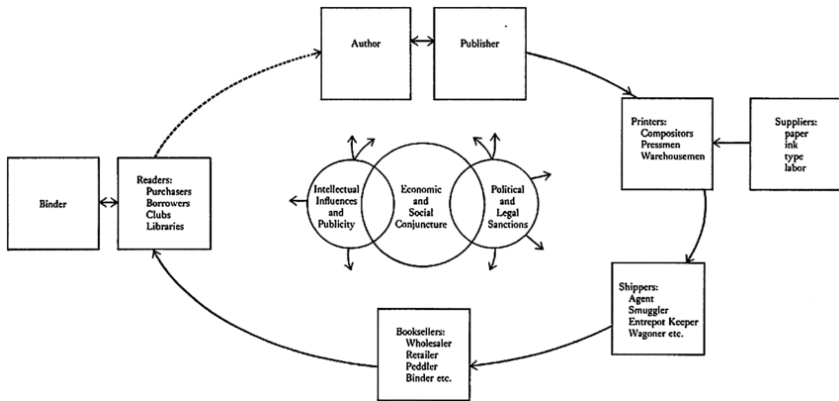 Author
Publisher
Printers:
Compositors
Pressmen
Warehousemen
Suppliers:
paper
ink
type
labor
Binder
Readers:
Purchasers
Borrowers
Clubs
Libraries
Intellectual
Influences
and
Publicity
Economic
and
Social
Conjuncture
Political
and
Legal
Sanctions
Shippers:
Agent
Smuggler
Entrepot Keeper
Wagoner etc.
Booksellers:
Wholesaler
Retailer
Peddler
Binder etc.